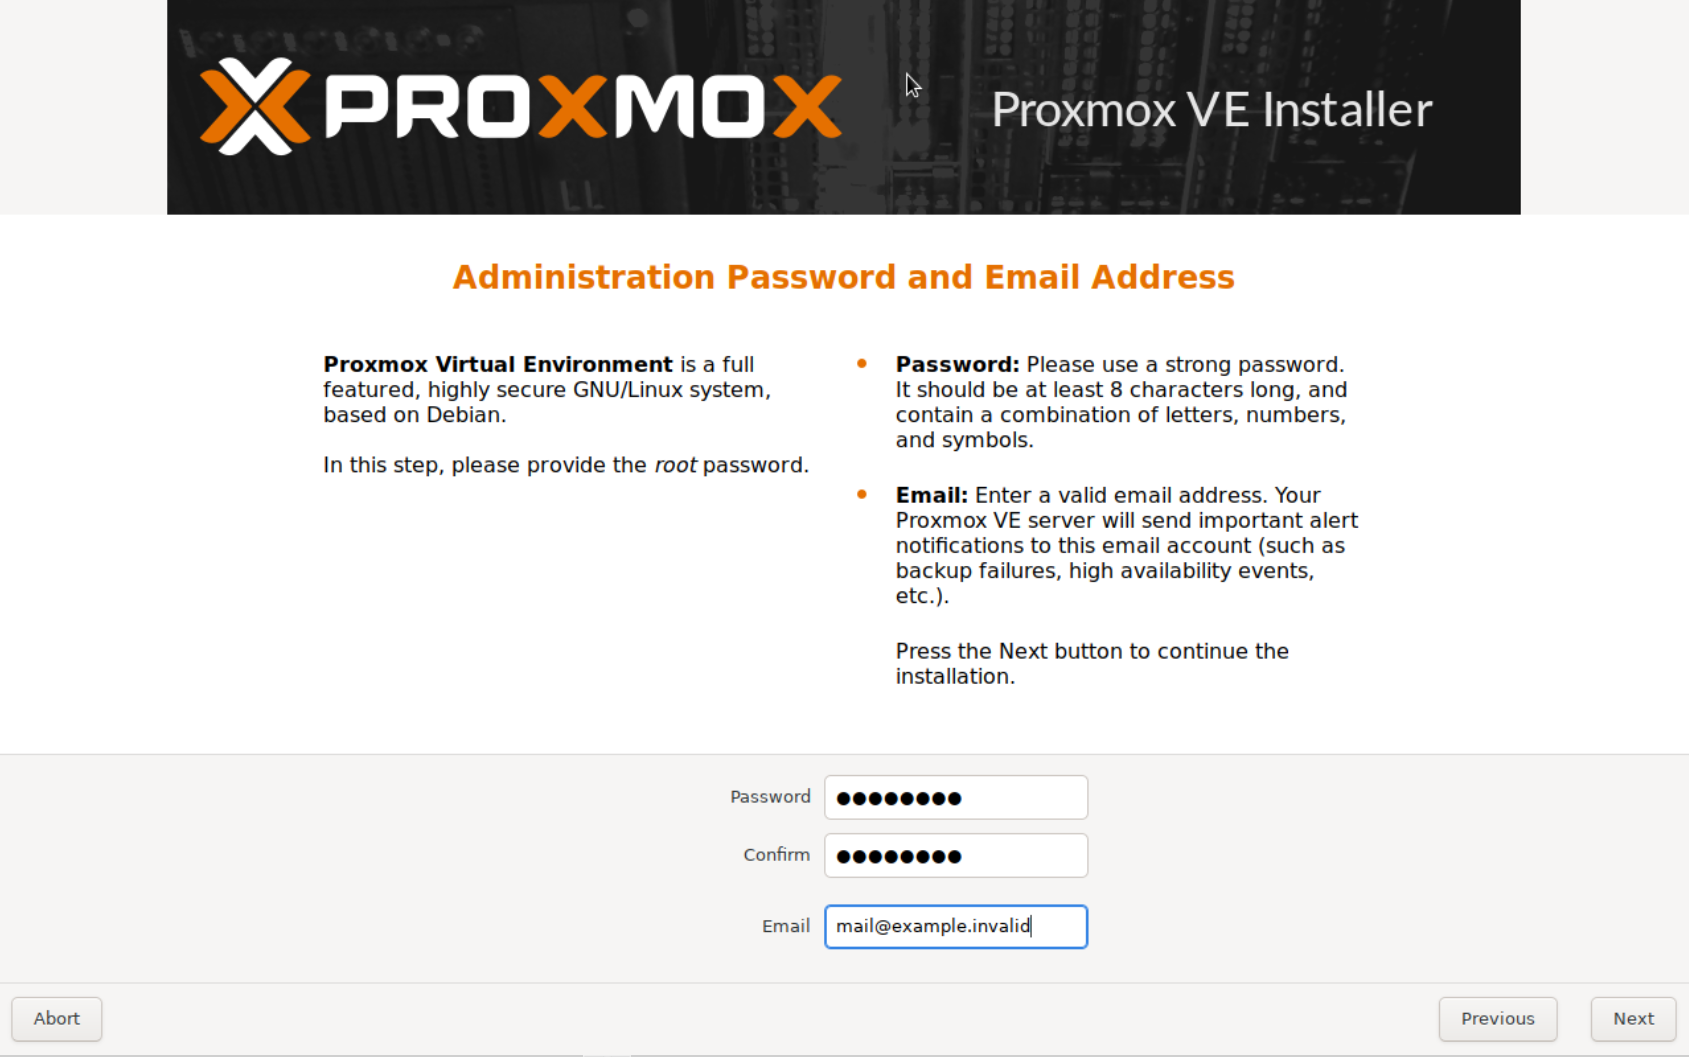 PROXMOX
Proxmox VE Installer
Administration Password and Email Address
Proxmox Virtual Environment is a full
featured, highly secure GNU/Linux system,
based on Debian.
In this step, please provide the root password.
Password: Please use a strong password.
It should be at least 8 characters long, and
contain a combination of letters, numbers,
and symbols.
Email: Enter a valid email address. Your
Proxmox VE server will send important alert
notifications to this email account (such as
backup failures, high availability events,
etc.).
Press the Next button to continue the
installation.
Password ●●●●●●●●
Confirm ●●●●●●●●
Email mail@example.invalid
Abort Previous Next